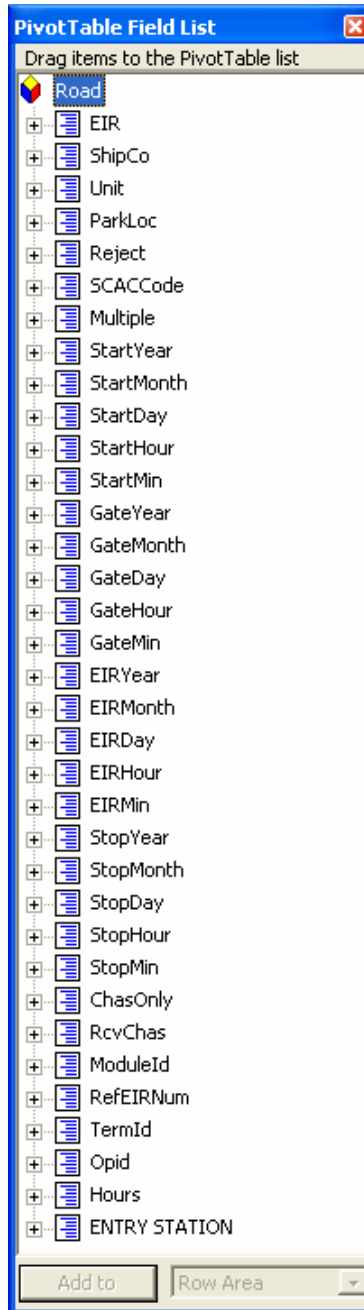 PivotTable Field List
Drag items to the PivotTable list
Road
EIR
ShipCo
Unit
ParkLoc
Reject
SCACCode
Multiple
StartYear
StartMonth
StartDay
StartHour
StartMin
GateYear
GateMonth
GateDay
GateHour
GateMin
EIRYear
EIRMonth
EIRDay
EIRHour
EIRMin
StopYear
StopMonth
StopDay
StopHour
StopMin
ChasOnly
RcvChas
ModuleId
RefEIRNum
TermId
Opid
Hours
ENTRY STATION
Add to Row Area